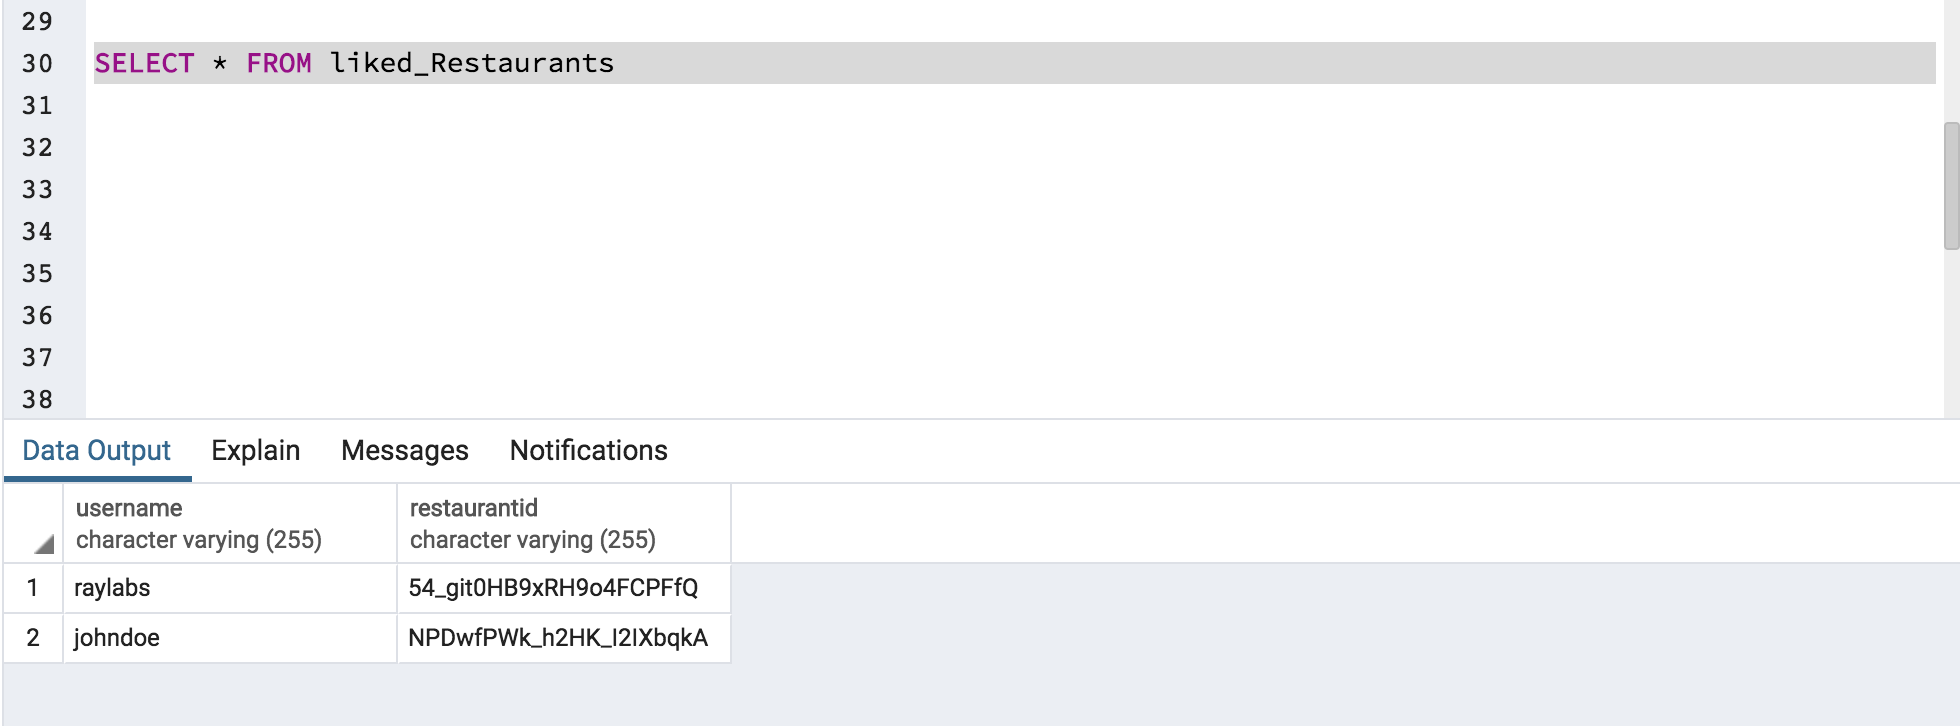 29
30 SELECT * FROM liked_Restaurants
31
32
33
34
35
36
37
38
Data Output Explain Messages Notifications
username restaurantid
character varying (255) character varying (255)
1 raylabs 54_git0HB9xRH9o4FCPFfQ
2 johndoe NPDwfPWk_h2HK_I2IXbqkA